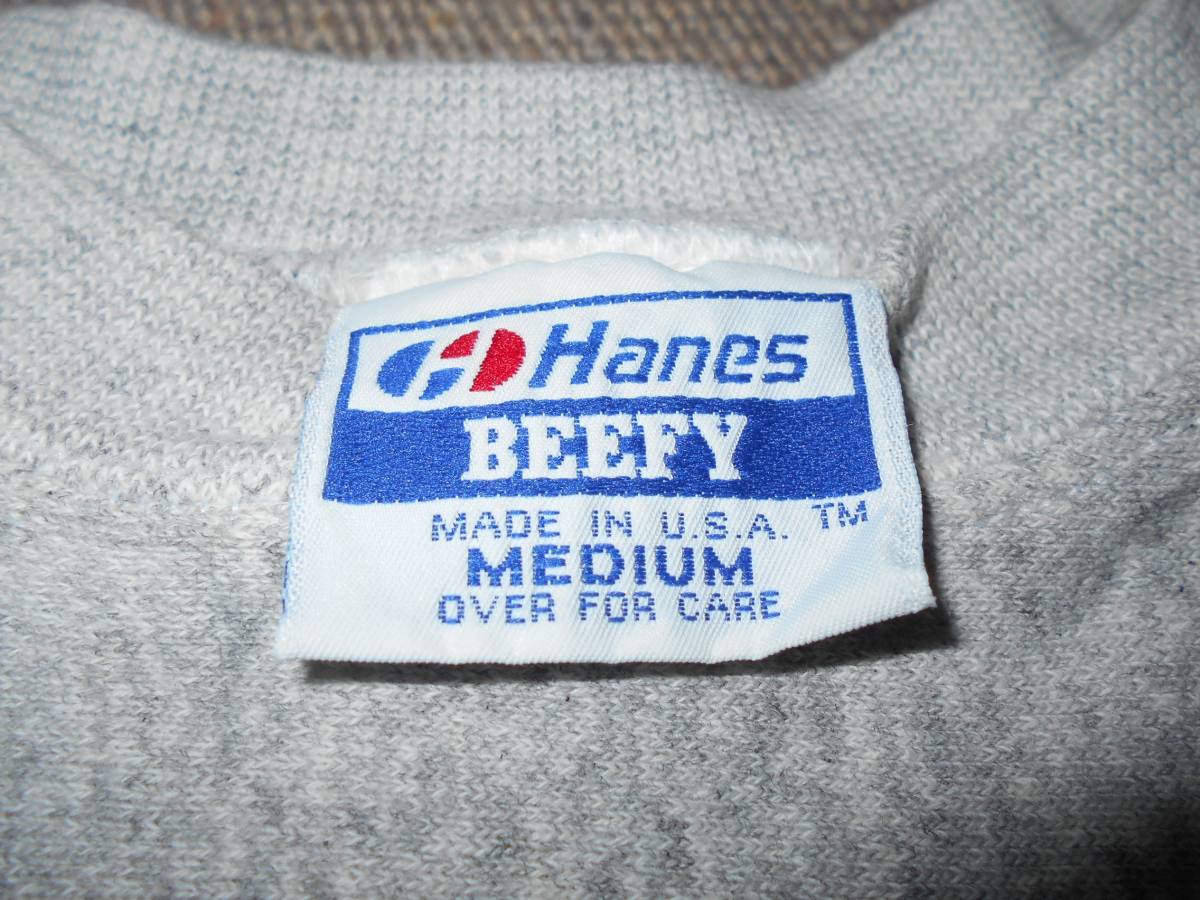 Hanes
BEEFY
MADE IN U.S.A. TM
MEDIUM
OVER FOR CARE